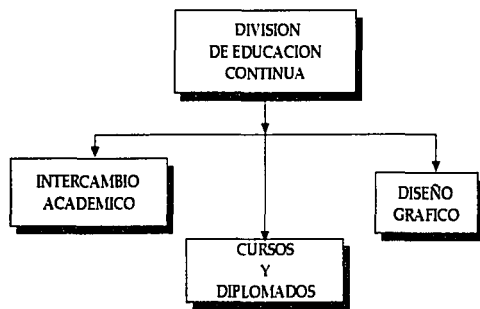 DIVISION
DE EDUCACION
CONTINUA
INTERCAMBIO
ACADEMICO
DISEÑO
GRAFICO
CURSOS
Y
DIPLOMADOS